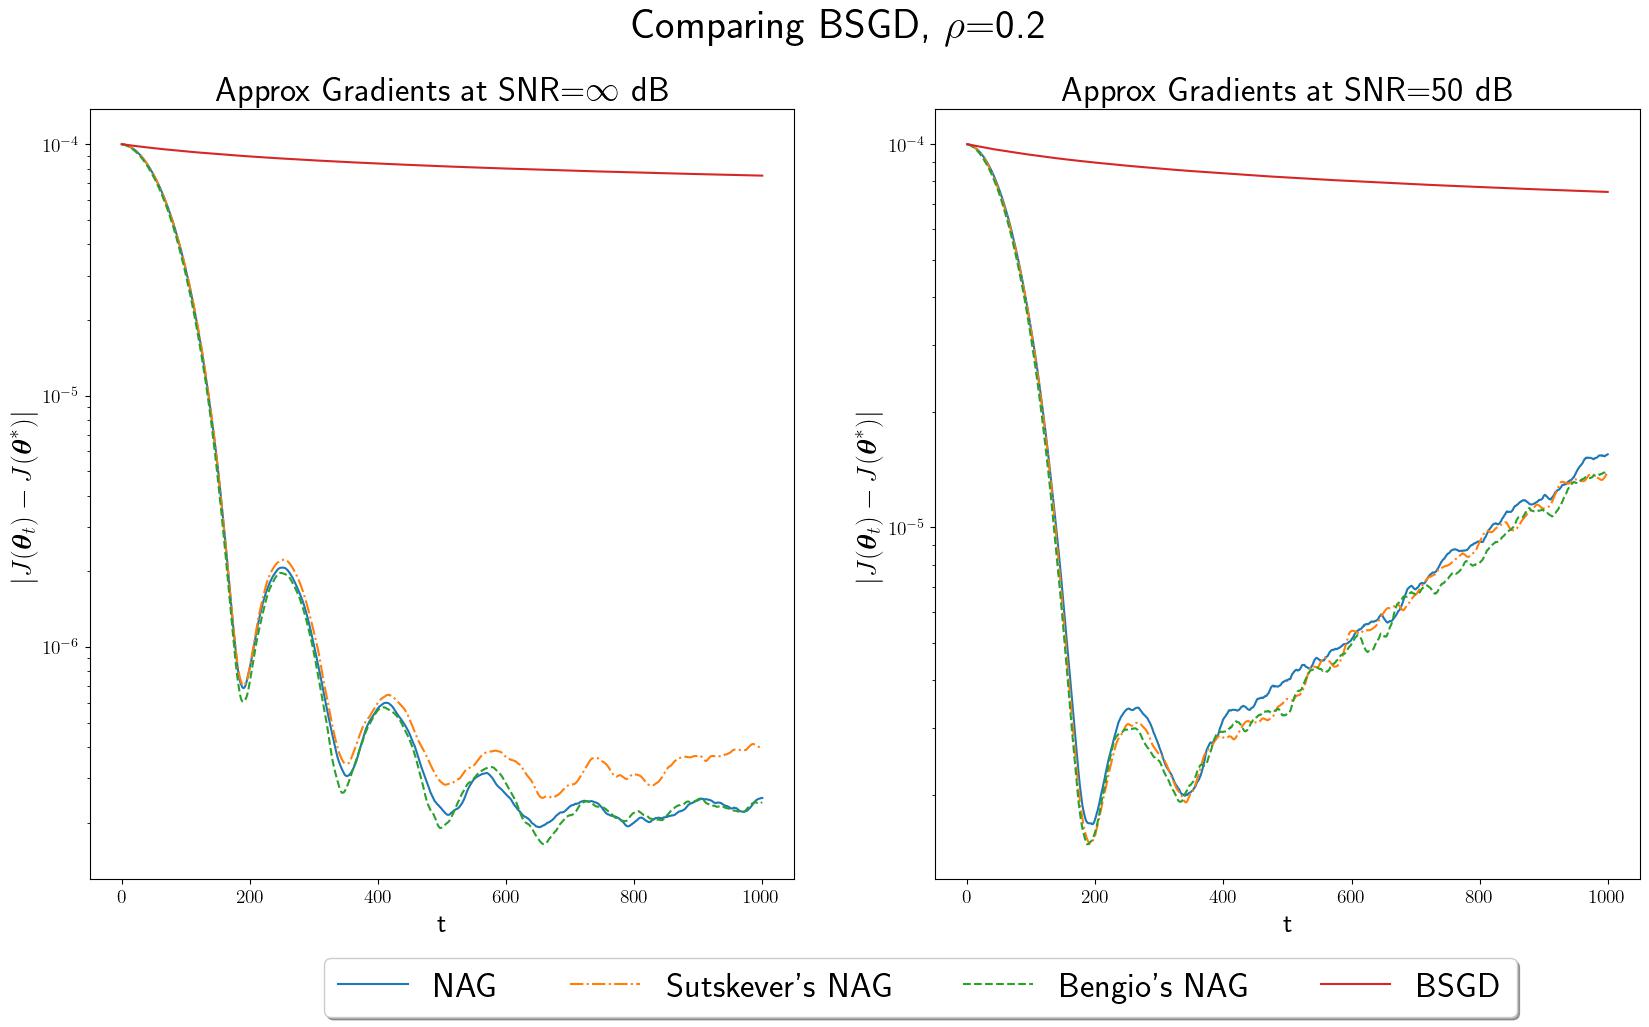 Comparing BSGD, ρ=0.2
Approx Gradients at SNR=∞ dB
10⁻⁴
10⁻⁵
10⁻⁶
|J(θₜ) − J(θ*)|
0 200 400 600 800 1000
t
Approx Gradients at SNR=50 dB
10⁻⁴
10⁻⁵
|J(θₜ) − J(θ*)|
0 200 400 600 800 1000
t
NAG Sutskever's NAG Bengio's NAG BSGD